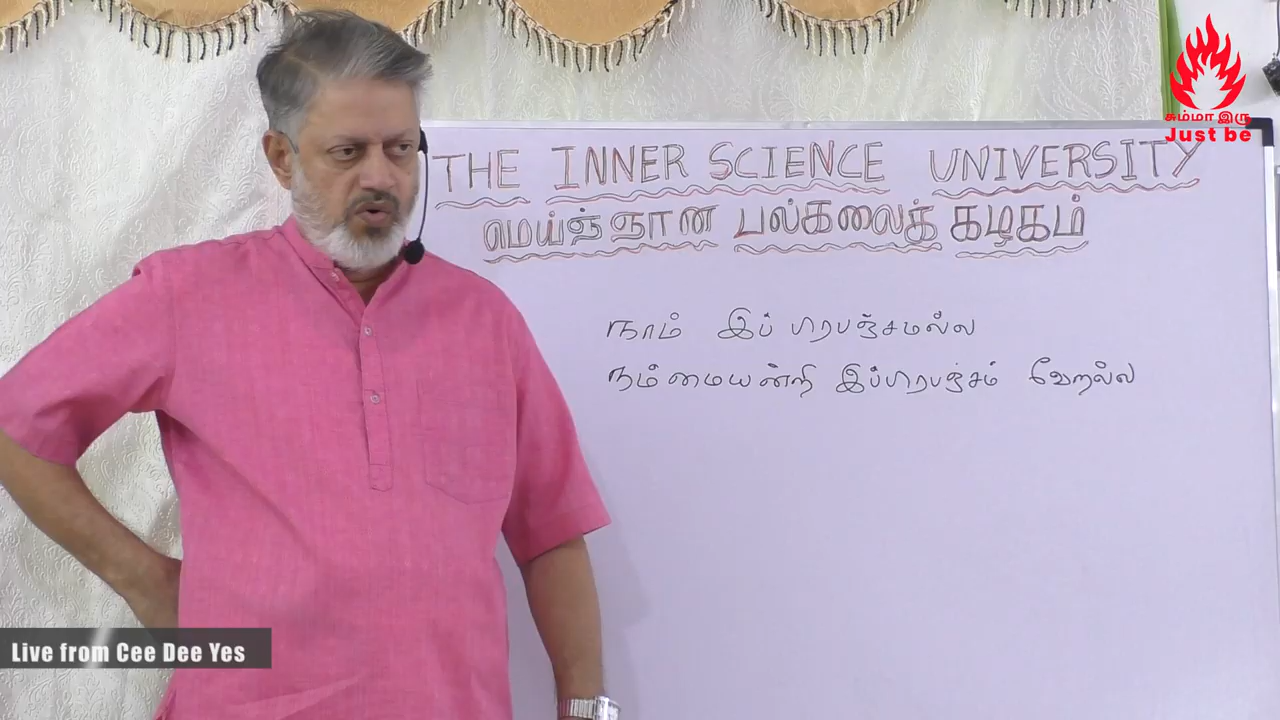 சும்மா இரு
Just be
THE INNER SCIENCE UNIVERSITY
மெய்ஞ்ஞான பல்கலைக் கழகம்
நாம் இப் பிரபஞ்சமல்ல
நம்மையன்றி இப்பிரபஞ்சம் வேறல்ல
Live from Cee Dee Yes